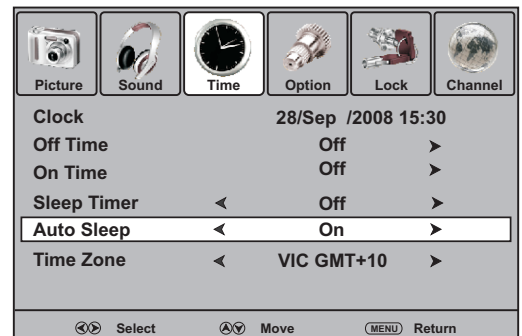 Picture Sound Time Option Lock Channel
Clock 28/Sep /2008 15:30
Off Time Off
On Time Off
Sleep Timer Off
Auto Sleep On
Time Zone VIC GMT+10
Select Move MENU Return